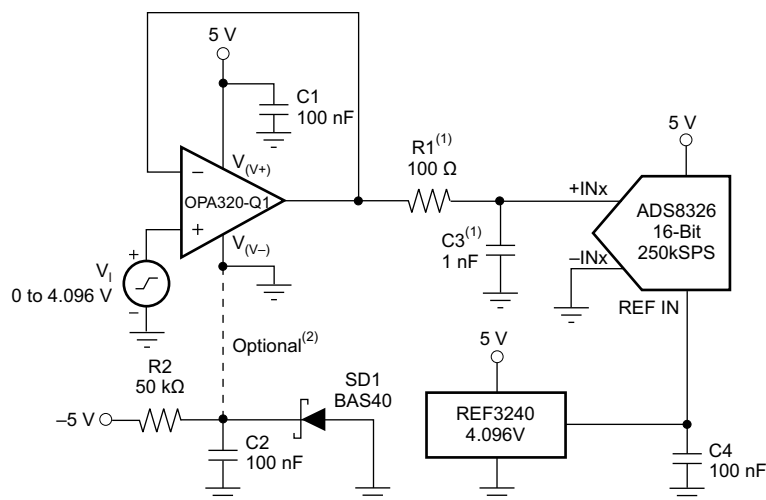 5 V
C1
100 nF
R1(1)
100 Ω
5 V
V(V+)
−
OPA320-Q1
+
V(V–)
+INx
ADS8326
16-Bit
250kSPS
C3(1)
1 nF
–INx
REF IN
+
VI
0 to 4.096 V
−
Optional(2)
5 V
R2
50 kΩ
SD1
BAS40
–5 V
REF3240
4.096V
C2
100 nF
C4
100 nF